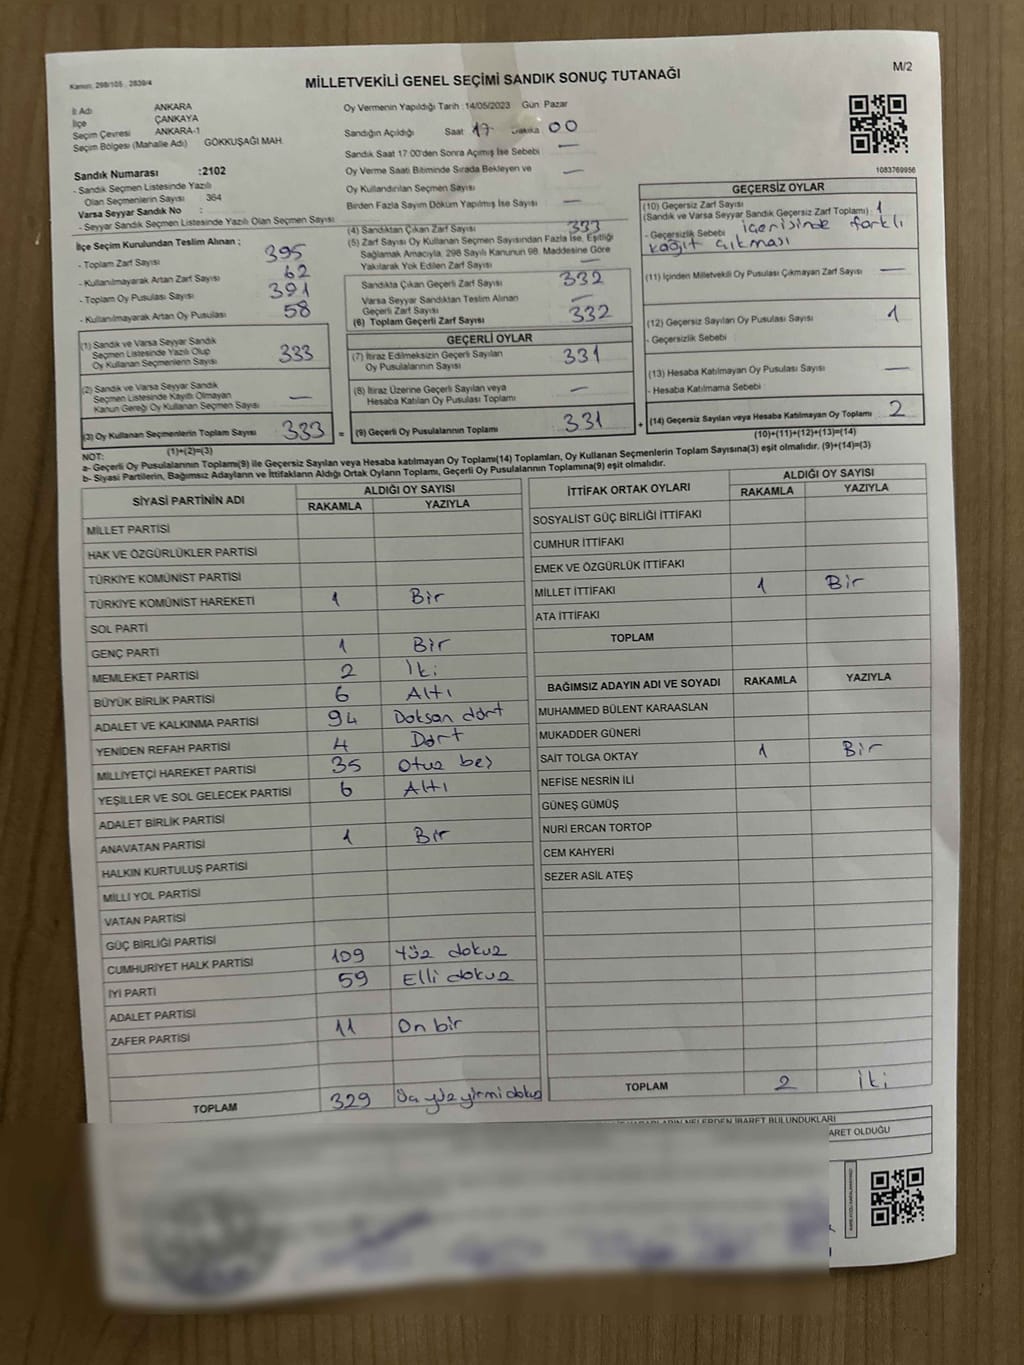 Kanun: 298/105 2839/4
MİLLETVEKİLİ GENEL SEÇİMİ SANDIK SONUÇ TUTANAĞI
M/2
İl Adı ANKARA
İlçe ÇANKAYA
Seçim Çevresi ANKARA-1
Seçim Bölgesi (Mahalle Adı) GÖKKUŞAĞI MAH.
Sandık Numarası :2102
- Sandık Seçmen Listesinde Yazılı
Olan Seçmenlerin Sayısı : 364
Varsa Seyyar Sandık No :
- Seyyar Seçmen Listesinde Yazılı Olan Seçmen Sayısı
İlçe Seçim Kurulundan Teslim Alınan ;
- Toplam Zarf Sayısı 395
- Kullanılmayarak Artan Zarf Sayısı 62
- Toplam Oy Pusulası Sayısı 391
- Kullanılmayarak Artan Oy Pusulası 58
(1) Sandık ve Varsa Seyyar Sandık
Seçmen Listesinde Yazılı Olup
Oy Kullanan Seçmenlerin Sayısı 333
(2) Sandık ve Varsa Seyyar Sandık
Seçmen Listesinde Kayıtlı Olmayan
Kanun Gereği Oy Kullanan Seçmen Sayısı —
(3) Oy Kullanan Seçmenlerin Toplam Sayısı 333 =
(1)+(2)=(3)
Oy Vermenin Yapıldığı Tarih : 14/05/2023 Gün: Pazar
Sandığın Açıldığı Saat 17 Dakika 00
Sandık Saat 17:00'den Sonra Açımış İse Sebebi —
Oy Verme Saati Bitiminde Sırada Bekleyen ve
Oy Kullandırılan Seçmen Sayısı —
Birden Fazla Sayım Döküm Yapılmış İse Sayısı —
(4) Sandıktan Çıkan Zarf Sayısı 333
(5) Zarf Sayısı Oy Kullanan Seçmen Sayısından Fazla İse, Eşitliği
Sağlamak Amacıyla, 298 Sayılı Kanunun 98. Maddesine Göre
Yakılarak Yok Edilen Zarf Sayısı —
Sandıkta Çıkan Geçerli Zarf Sayısı 332
Varsa Seyyar Sandıktan Teslim Alınan
Geçerli Zarf Sayısı —
(6) Toplam Geçerli Zarf Sayısı 332
GEÇERLİ OYLAR
(7) İtiraz Edilmeksizin Geçerli Sayılan
Oy Pusulalarının Sayısı 331
(8) İtiraz Üzerine Geçerli Sayılan veya
Hesaba Katılan Oy Pusulası Toplamı —
(9) Geçerli Oy Pusulalarının Toplamı 331 +
1083769956
GEÇERSİZ OYLAR
(10) Geçersiz Zarf Sayısı
(Sandık ve Varsa Seyyar Sandık Geçersiz Zarf Toplamı) 1
- Geçersizlik Sebebi içerisinde farklı
kağıt çıkması
(11) İçinden Milletvekili Oy Pusulası Çıkmayan Zarf Sayısı —
(12) Geçersiz Sayılan Oy Pusulası Sayısı 1
- Geçersizlik Sebebi
(13) Hesaba Katılmayan Oy Pusulası Sayısı —
- Hesaba Katılmama Sebebi
(14) Geçersiz Sayılan veya Hesaba Katılmayan Oy Toplamı 2
(10)+(11)+(12)+(13)=(14)
NOT:
a- Geçerli Oy Pusulalarının Toplamı(9) ile Geçersiz Sayılan veya Hesaba katılmayan Oy Toplamı(14) Toplamları, Oy Kullanan Seçmenlerin Toplam Sayısına(3) eşit olmalıdır. (9)+(14)=(3)
b- Siyasi Partilerin, Bağımsız Adayların ve İttifakların Aldığı Ortak Oyların Toplamı, Geçerli Oy Pusulalarının Toplamına(9) eşit olmalıdır.
SİYASİ PARTİNİN ADI ALDIĞI OY SAYISI
RAKAMLA YAZIYLA
MİLLET PARTİSİ
HAK VE ÖZGÜRLÜKLER PARTİSİ
TÜRKİYE KOMÜNİST PARTİSİ
TÜRKİYE KOMÜNİST HAREKETİ 1 Bir
SOL PARTİ
GENÇ PARTİ 1 Bir
MEMLEKET PARTİSİ 2 İki
BÜYÜK BİRLİK PARTİSİ 6 Altı
ADALET VE KALKINMA PARTİSİ 94 Doksan dört
YENİDEN REFAH PARTİSİ 4 Dört
MİLLİYETÇİ HAREKET PARTİSİ 35 Otuz beş
YEŞİLLER VE SOL GELECEK PARTİSİ 6 Altı
ADALET BİRLİK PARTİSİ
ANAVATAN PARTİSİ 1 Bir
HALKIN KURTULUŞ PARTİSİ
MİLLİ YOL PARTİSİ
VATAN PARTİSİ
GÜÇ BİRLİĞİ PARTİSİ
CUMHURİYET HALK PARTİSİ 109 Yüz dokuz
İYİ PARTİ 59 Elli dokuz
ADALET PARTİSİ
ZAFER PARTİSİ 11 On bir
TOPLAM 329
İTTİFAK ORTAK OYLARI ALDIĞI OY SAYISI
RAKAMLA YAZIYLA
SOSYALİST GÜÇ BİRLİĞİ İTTİFAKI
CUMHUR İTTİFAKI
EMEK VE ÖZGÜRLÜK İTTİFAKI
MİLLET İTTİFAKI 1 Bir
ATA İTTİFAKI
TOPLAM
BAĞIMSIZ ADAYIN ADI VE SOYADI RAKAMLA YAZIYLA
MUHAMMED BÜLENT KARAASLAN
MUKADDER GÜNERİ
SAİT TOLGA OKTAY 1 Bir
NEFİSE NESRİN İLİ
GÜNEŞ GÜMÜŞ
NURİ ERCAN TORTOP
CEM KAHYERİ
SEZER ASİL ATEŞ
TOPLAM 2 İki
NELERDEN İBARET BULUNDUKLARI
ARET OLDUĞU